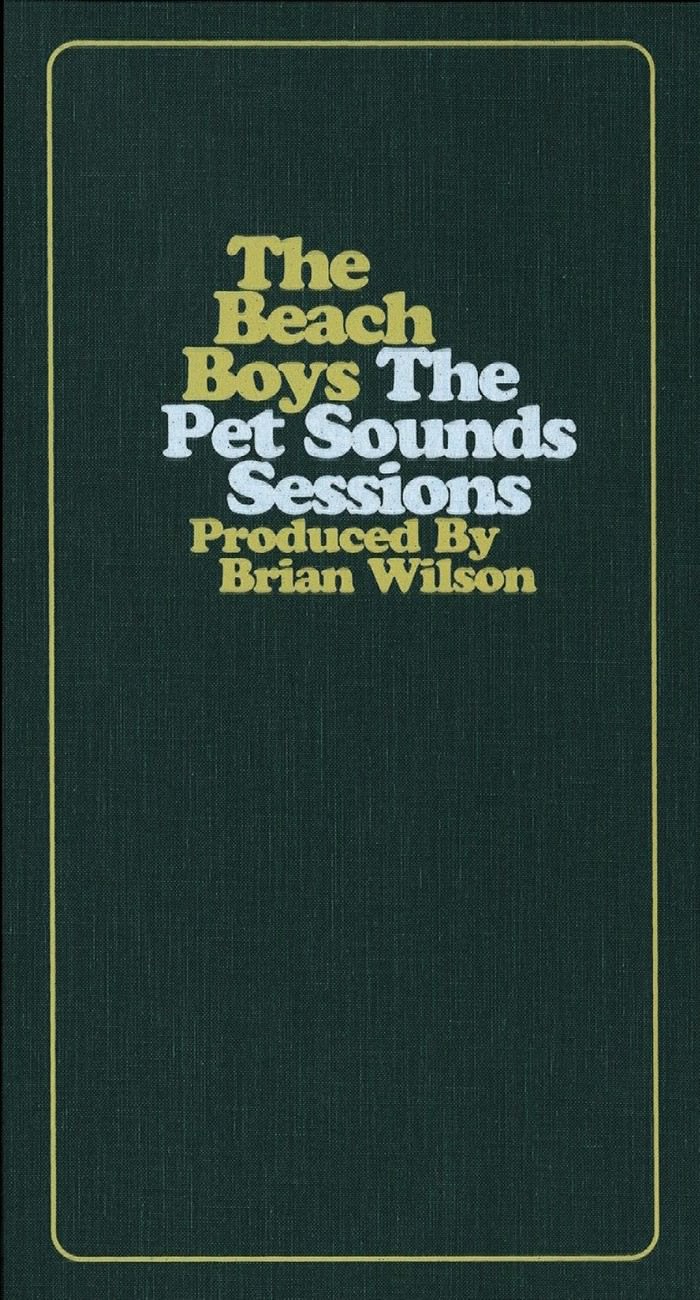 The
Beach
Boys The
Pet Sounds
Sessions
Produced By
Brian Wilson